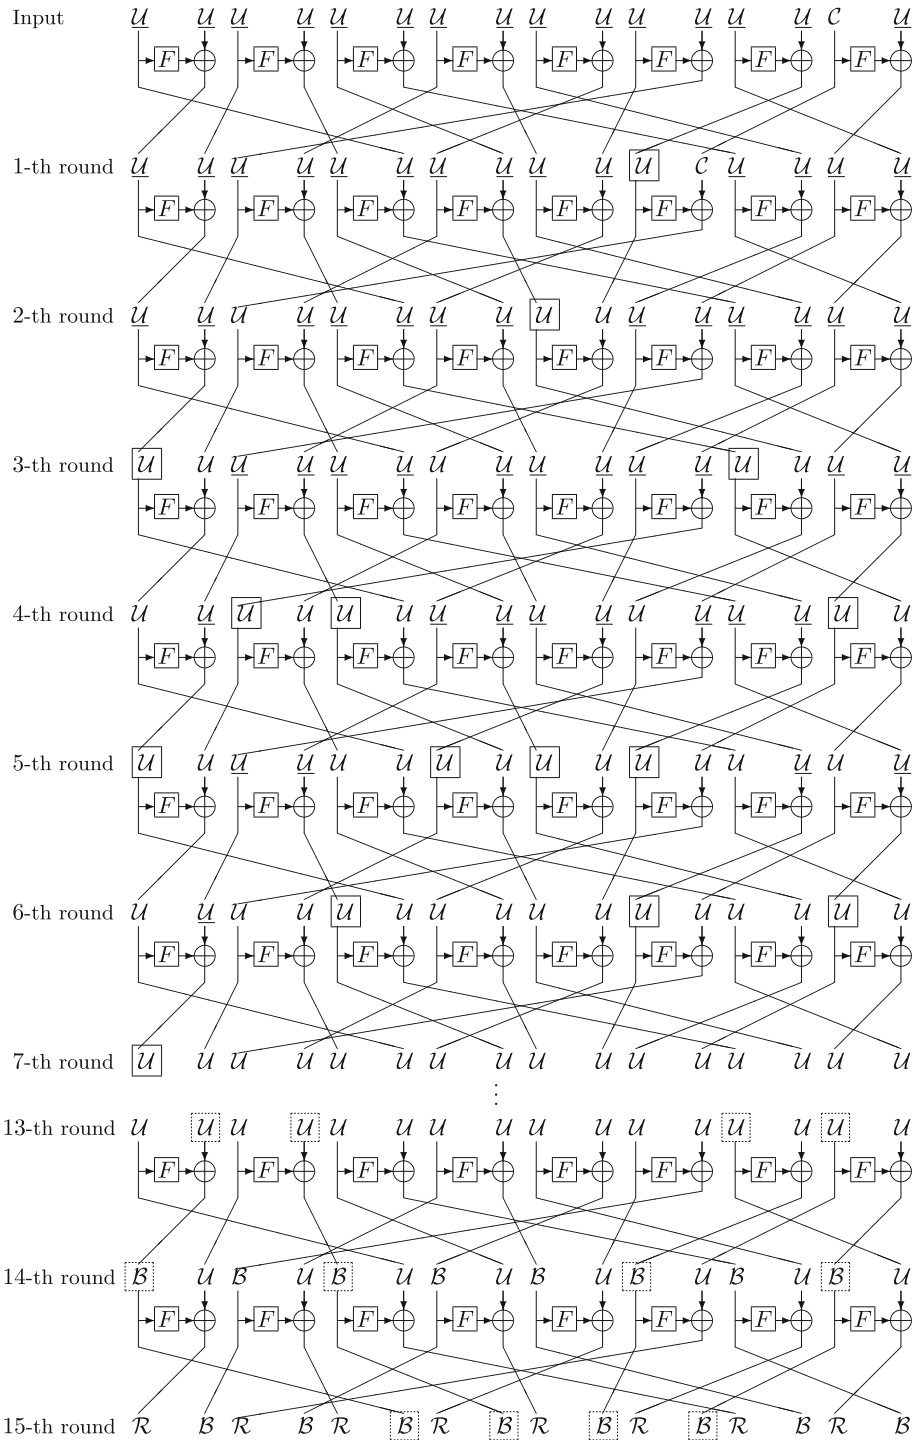 Input 𝒰 𝒰 𝒰 𝒰 𝒰 𝒰 𝒰 𝒰 𝒰 𝒰 𝒰 𝒰 𝒰 𝒰 𝒞 𝒰
F F F F F F F F
1-th round 𝒰 𝒰 𝒰 𝒰 𝒰 𝒰 𝒰 𝒰 𝒰 𝒰 𝒰 𝒞 𝒰 𝒰 𝒰 𝒰
F F F F F F F F
2-th round 𝒰 𝒰 𝒰 𝒰 𝒰 𝒰 𝒰 𝒰 𝒰 𝒰 𝒰 𝒰 𝒰 𝒰 𝒰 𝒰
F F F F F F F F
3-th round 𝒰 𝒰 𝒰 𝒰 𝒰 𝒰 𝒰 𝒰 𝒰 𝒰 𝒰 𝒰 𝒰 𝒰 𝒰 𝒰
F F F F F F F F
4-th round 𝒰 𝒰 𝒰 𝒰 𝒰 𝒰 𝒰 𝒰 𝒰 𝒰 𝒰 𝒰 𝒰 𝒰 𝒰 𝒰
F F F F F F F F
5-th round 𝒰 𝒰 𝒰 𝒰 𝒰 𝒰 𝒰 𝒰 𝒰 𝒰 𝒰 𝒰 𝒰 𝒰 𝒰 𝒰
F F F F F F F F
6-th round 𝒰 𝒰 𝒰 𝒰 𝒰 𝒰 𝒰 𝒰 𝒰 𝒰 𝒰 𝒰 𝒰 𝒰 𝒰 𝒰
F F F F F F F F
7-th round 𝒰 𝒰 𝒰 𝒰 𝒰 𝒰 𝒰 𝒰 𝒰 𝒰 𝒰 𝒰 𝒰 𝒰 𝒰 𝒰
⋮
13-th round 𝒰 𝒰 𝒰 𝒰 𝒰 𝒰 𝒰 𝒰 𝒰 𝒰 𝒰 𝒰 𝒰 𝒰 𝒰 𝒰
F F F F F F F F
14-th round ℬ 𝒰 ℬ 𝒰 ℬ 𝒰 ℬ 𝒰 ℬ 𝒰 ℬ 𝒰 ℬ 𝒰 ℬ 𝒰
F F F F F F F F
15-th round ℛ ℬ ℛ ℬ ℛ ℬ ℛ ℬ ℛ ℬ ℛ ℬ ℛ ℬ ℛ ℬ